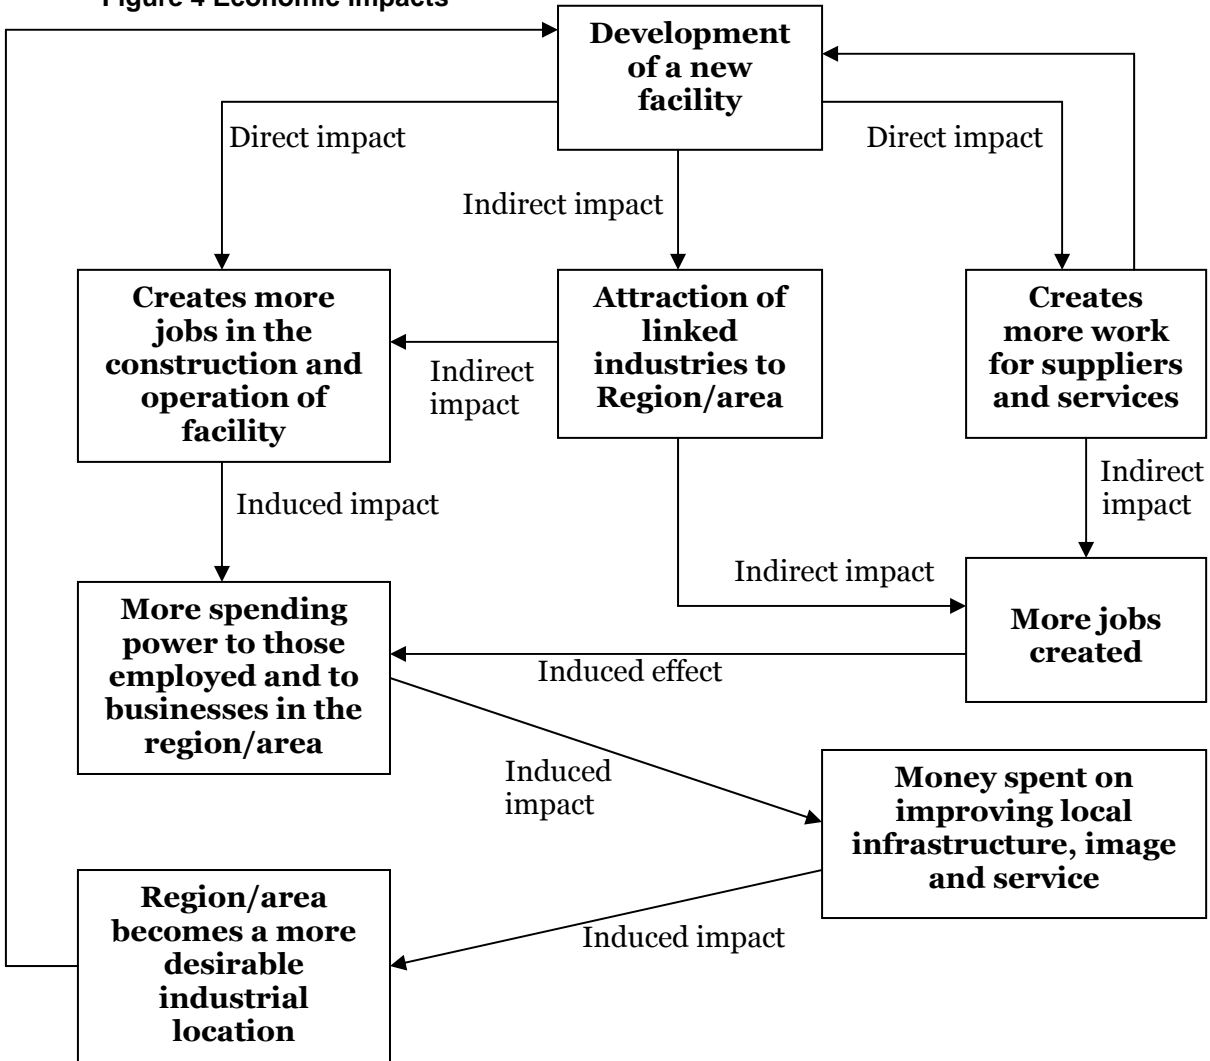 Figure 4 Economic Impacts
Development
of a new
facility
Direct impact
Direct impact
Indirect impact
Creates more
jobs in the
construction and
operation of
facility
Indirect
impact
Attraction of
linked
industries to
Region/area
Creates
more work
for suppliers
and services
Induced impact
Indirect
impact
Indirect impact
More spending
power to those
employed and to
businesses in the
region/area
More jobs
created
Induced effect
Induced
impact
Money spent on
improving local
infrastructure, image
and service
Region/area
becomes a more
desirable
industrial
location
Induced impact